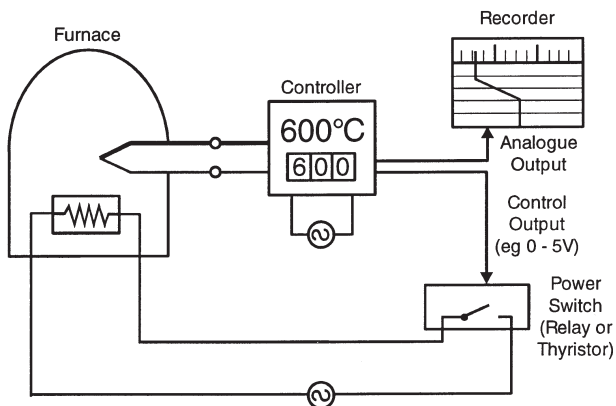 Recorder
Furnace
Controller
600°C
600
Analogue
Output
Control
Output
(eg 0 - 5V)
Power
Switch
(Relay or
Thyristor)